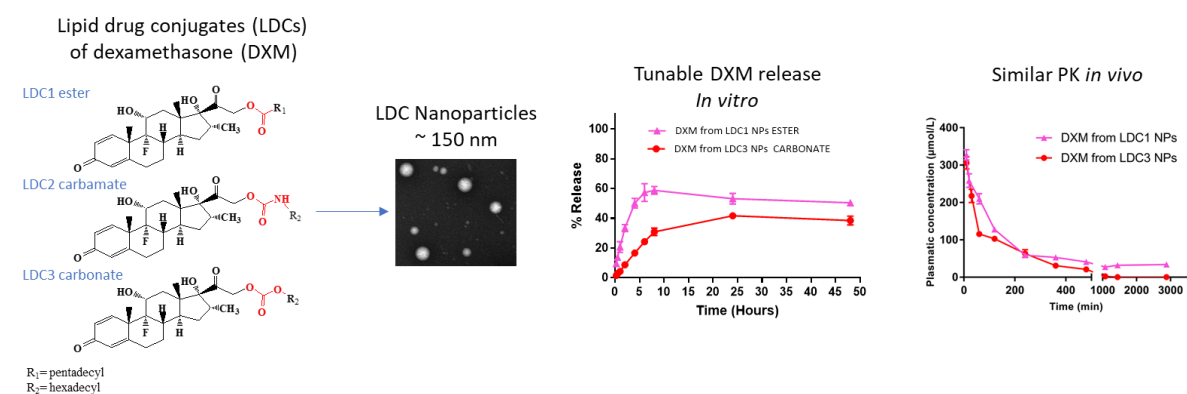 Lipid drug conjugates (LDCs)
of dexamethasone (DXM)
LDC1 ester
HO
HO
O
O
R1
O
CH3
F
H
H
O
LDC2 carbamate
HO
HO
O
O
NH
R2
O
CH3
F
H
H
O
LDC3 carbonate
HO
HO
O
O
O
R2
O
CH3
F
H
H
O
R1= pentadecyl
R2= hexadecyl
LDC Nanoparticles
~ 150 nm
Tunable DXM release
In vitro
DXM from LDC1 NPs ESTER
DXM from LDC3 NPs CARBONATE
% Release
100
80
60
40
20
0
0 5 10 15 20 25 30 35 40 45 50
Time (Hours)
Similar PK in vivo
DXM from LDC1 NPs
DXM from LDC3 NPs
Plasmatic concentration (µmol/L)
400
300
200
100
0
0 200 400 1000 2000 3000
Time (min)